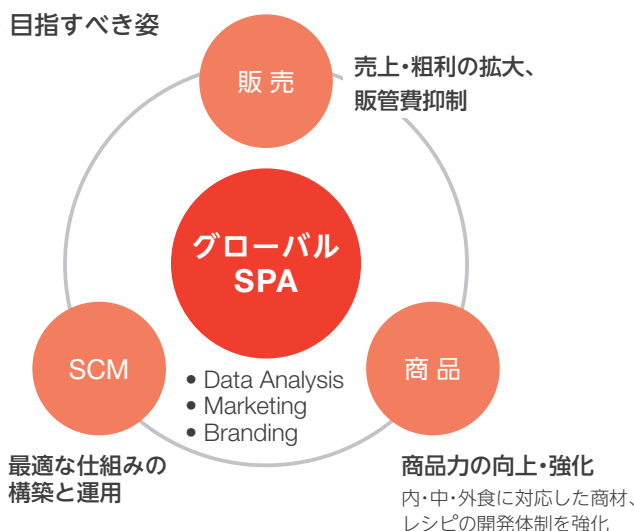 目指すべき姿
販売
売上・粗利の拡大、
販管費抑制
グローバル
SPA
SCM
商品
• Data Analysis
• Marketing
• Branding
最適な仕組みの
構築と運用
商品力の向上・強化
内・中・外食に対応した商材、
レシピの開発体制を強化